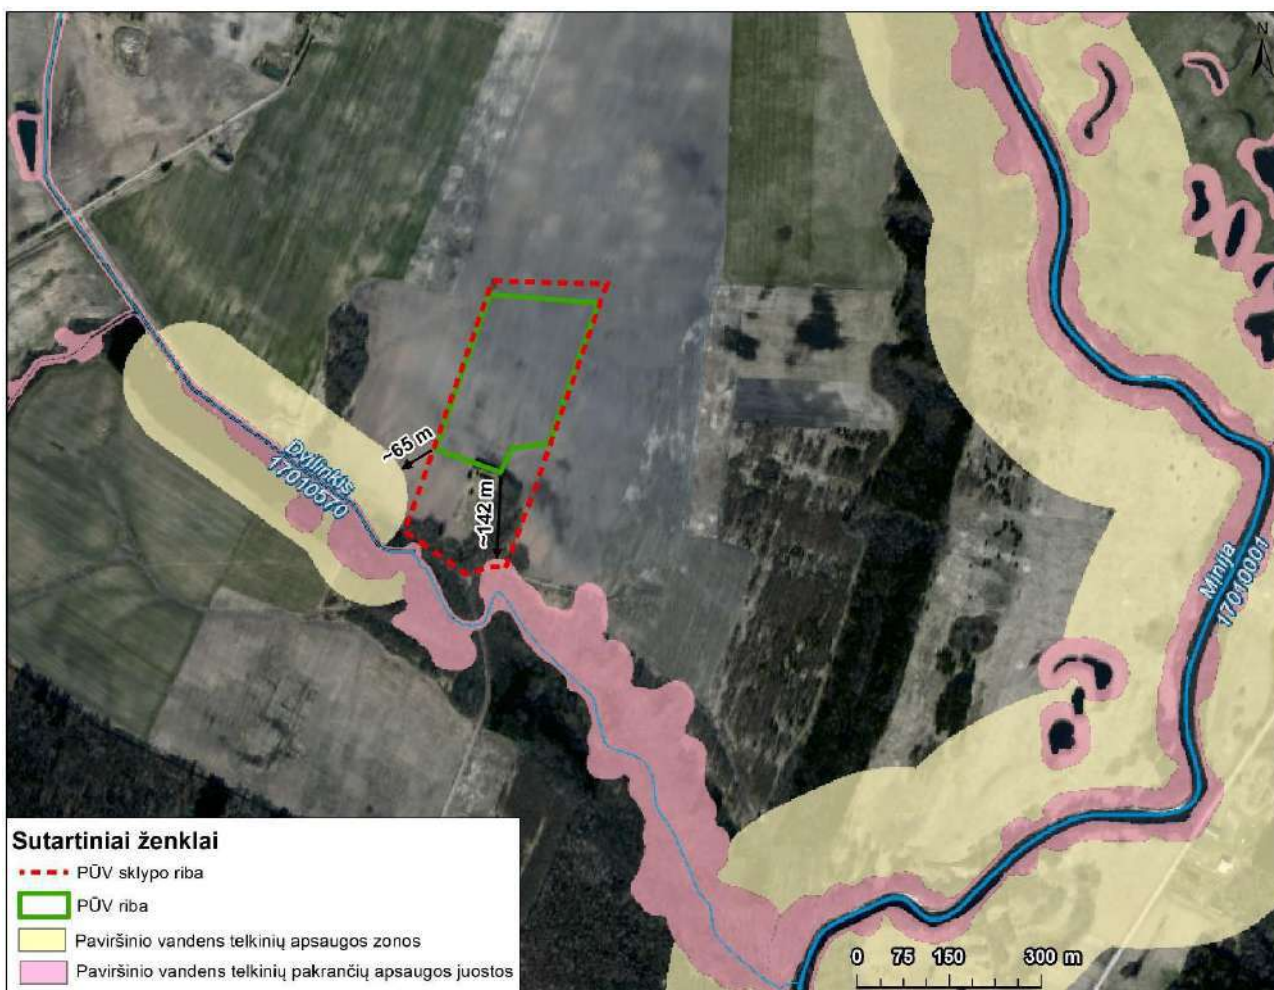 N
~65 m
Dvilinkis
17010570
~142 m
Minija
17010001
Sutartiniai ženklai
PŪV sklypo riba
PŪV riba
Paviršinio vandens telkinių apsaugos zonos
Paviršinio vandens telkinių pakrančių apsaugos juostos
0 75 150 300 m